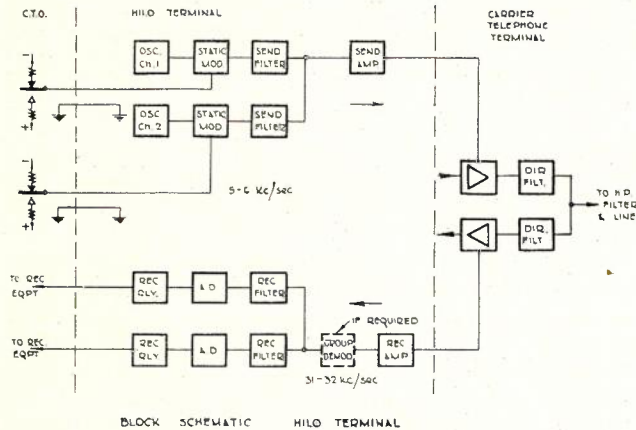 C.T.O.
HILO TERMINAL
CARRIER
TELEPHONE
TERMINAL
OSC.
Ch.1
STATIC
MOD
SEND
FILTER
SEND
AMP
OSC
Ch.2
STATIC
MOD
SEND
FILTER
5-6 KC/SEC
DIR
FILT.
TO H.P.
FILTER
& LINE
DIR.
FILT
TO REC
EQPT
REC
RLY.
A.D
REC
FILTER
IF REQUIRED
TO REC.
EQPT
REC
RLY
A.D
REC
FILTER
GROUP
DEMOD
REC
AMP
31-32 KC/SEC
BLOCK SCHEMATIC HILO TERMINAL